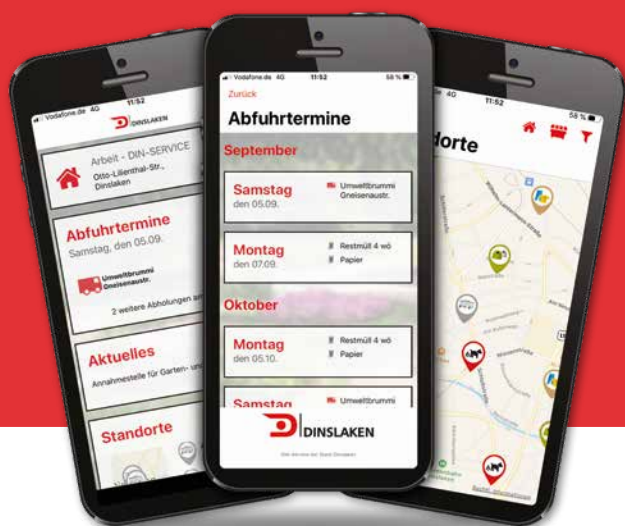 Vodafone.de 4G 11:52
DINSLAKEN
Arbeit - DIN-SERVICE
Otto-Lilienthal-Str.,
Dinslaken
Abfuhrtermine
Samstag, den 05.09.
Umweltbrummi
Gneisenaustr.
2 weitere Abholungen an
Aktuelles
Annahmestelle für Garten- un
Standorte
Vodafone.de 4G 11:52 58 %
Zurück
Abfuhrtermine
September
Samstag
den 05.09.
Umweltbrummi
Gneisenaustr.
Montag
den 07.09.
Restmüll 4 wö
Papier
Oktober
Montag
den 05.10.
Restmüll 4 wö
Papier
Samstag
Umweltbrummi
DINSLAKEN
de 4G 11:52 58 %
dorte